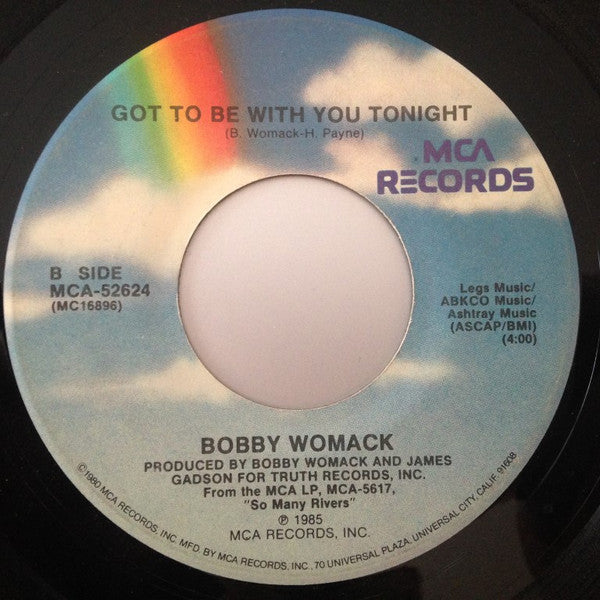 GOT TO BE WITH YOU TONIGHT
(B. Womack-H. Payne)
MCA RECORDS
B SIDE
MCA-52624
(MC16896)
Legs Music/
ABKCO Music/
Ashtray Music
(ASCAP/BMI)
(4:00)
BOBBY WOMACK
PRODUCED BY BOBBY WOMACK AND JAMES
GADSON FOR TRUTH RECORDS, INC.
From the MCA LP, MCA-5617,
"So Many Rivers"
℗ 1985
MCA RECORDS, INC.
©1980 MCA RECORDS, INC. MFD. BY MCA RECORDS, INC., 70 UNIVERSAL PLAZA, UNIVERSAL CITY, CALIF. 91608